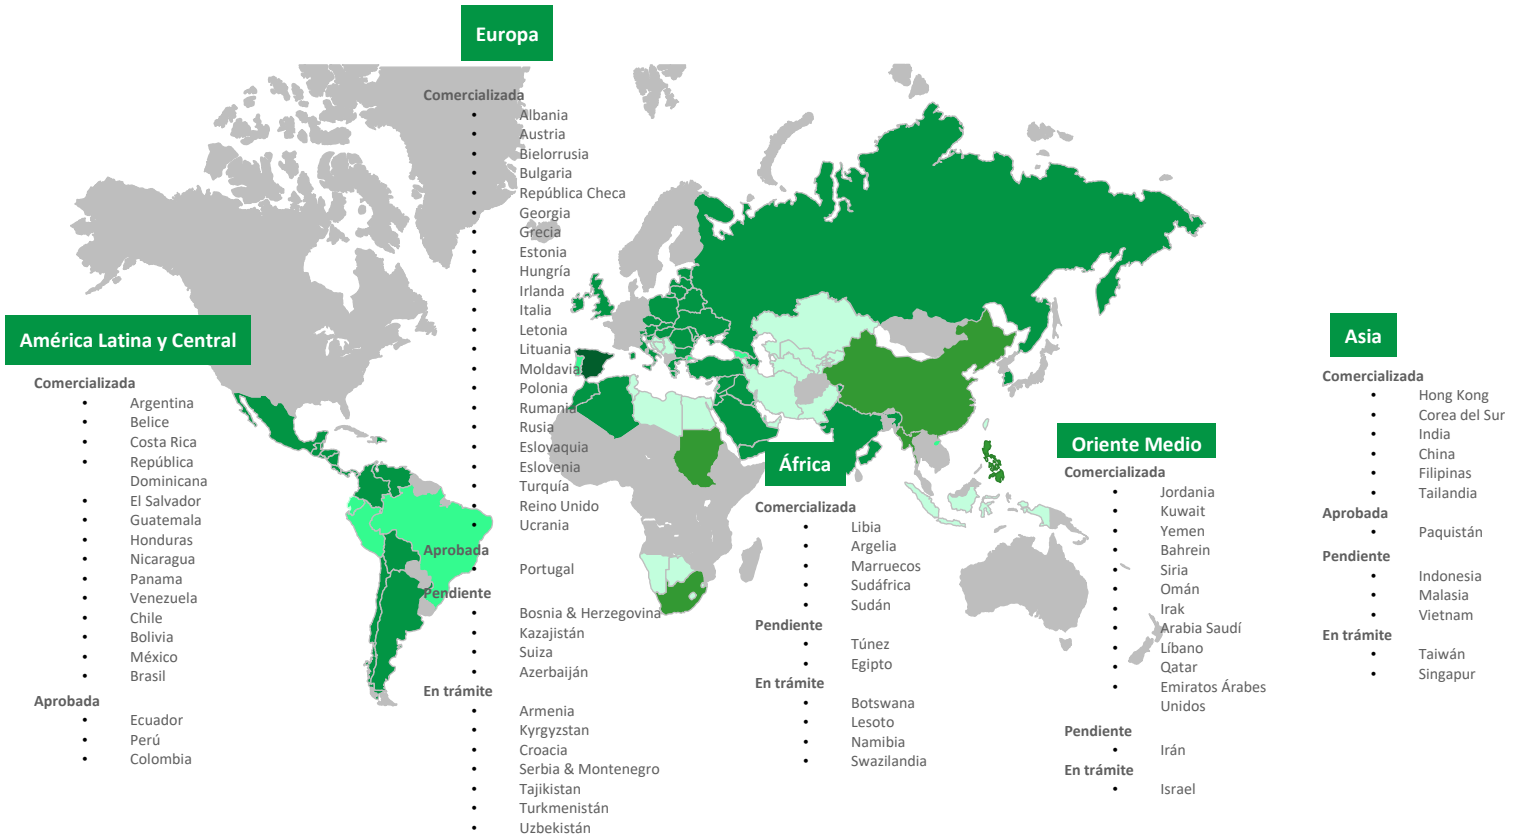 Europa
Comercializada
• Albania
• Austria
• Bielorrusia
• Bulgaria
• República Checa
• Georgia
• Grecia
• Estonia
• Hungría
• Irlanda
• Italia
• Letonia
• Lituania
• Moldavia
• Polonia
• Rumania
• Rusia
• Eslovaquia
• Eslovenia
• Turquía
• Reino Unido
• Ucrania
Aprobada
• Portugal
Pendiente
• Bosnia & Herzegovina
• Kazajistán
• Suiza
• Azerbaiján
En trámite
• Armenia
• Kyrgyzstan
• Croacia
• Serbia & Montenegro
• Tajikistan
• Turkmenistán
• Uzbekistán
América Latina y Central
Comercializada
• Argentina
• Belice
• Costa Rica
• República
Dominicana
• El Salvador
• Guatemala
• Honduras
• Nicaragua
• Panama
• Venezuela
• Chile
• Bolivia
• México
• Brasil
Aprobada
• Ecuador
• Perú
• Colombia
África
Comercializada
• Libia
• Argelia
• Marruecos
• Sudáfrica
• Sudán
Pendiente
• Túnez
• Egipto
En trámite
• Botswana
• Lesoto
• Namibia
• Swazilandia
Oriente Medio
Comercializada
• Jordania
• Kuwait
• Yemen
• Bahrein
• Siria
• Omán
• Irak
• Arabia Saudí
• Líbano
• Qatar
• Emiratos Árabes
Unidos
Pendiente
• Irán
En trámite
• Israel
Asia
Comercializada
• Hong Kong
• Corea del Sur
• India
• China
• Filipinas
• Tailandia
Aprobada
• Paquistán
Pendiente
• Indonesia
• Malasia
• Vietnam
En trámite
• Taiwán
• Singapur